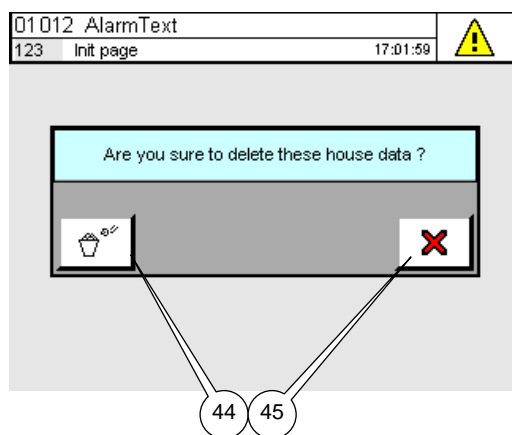 01012 AlarmText
123 Init page 17:01:59
Are you sure to delete these house data ?
44 45